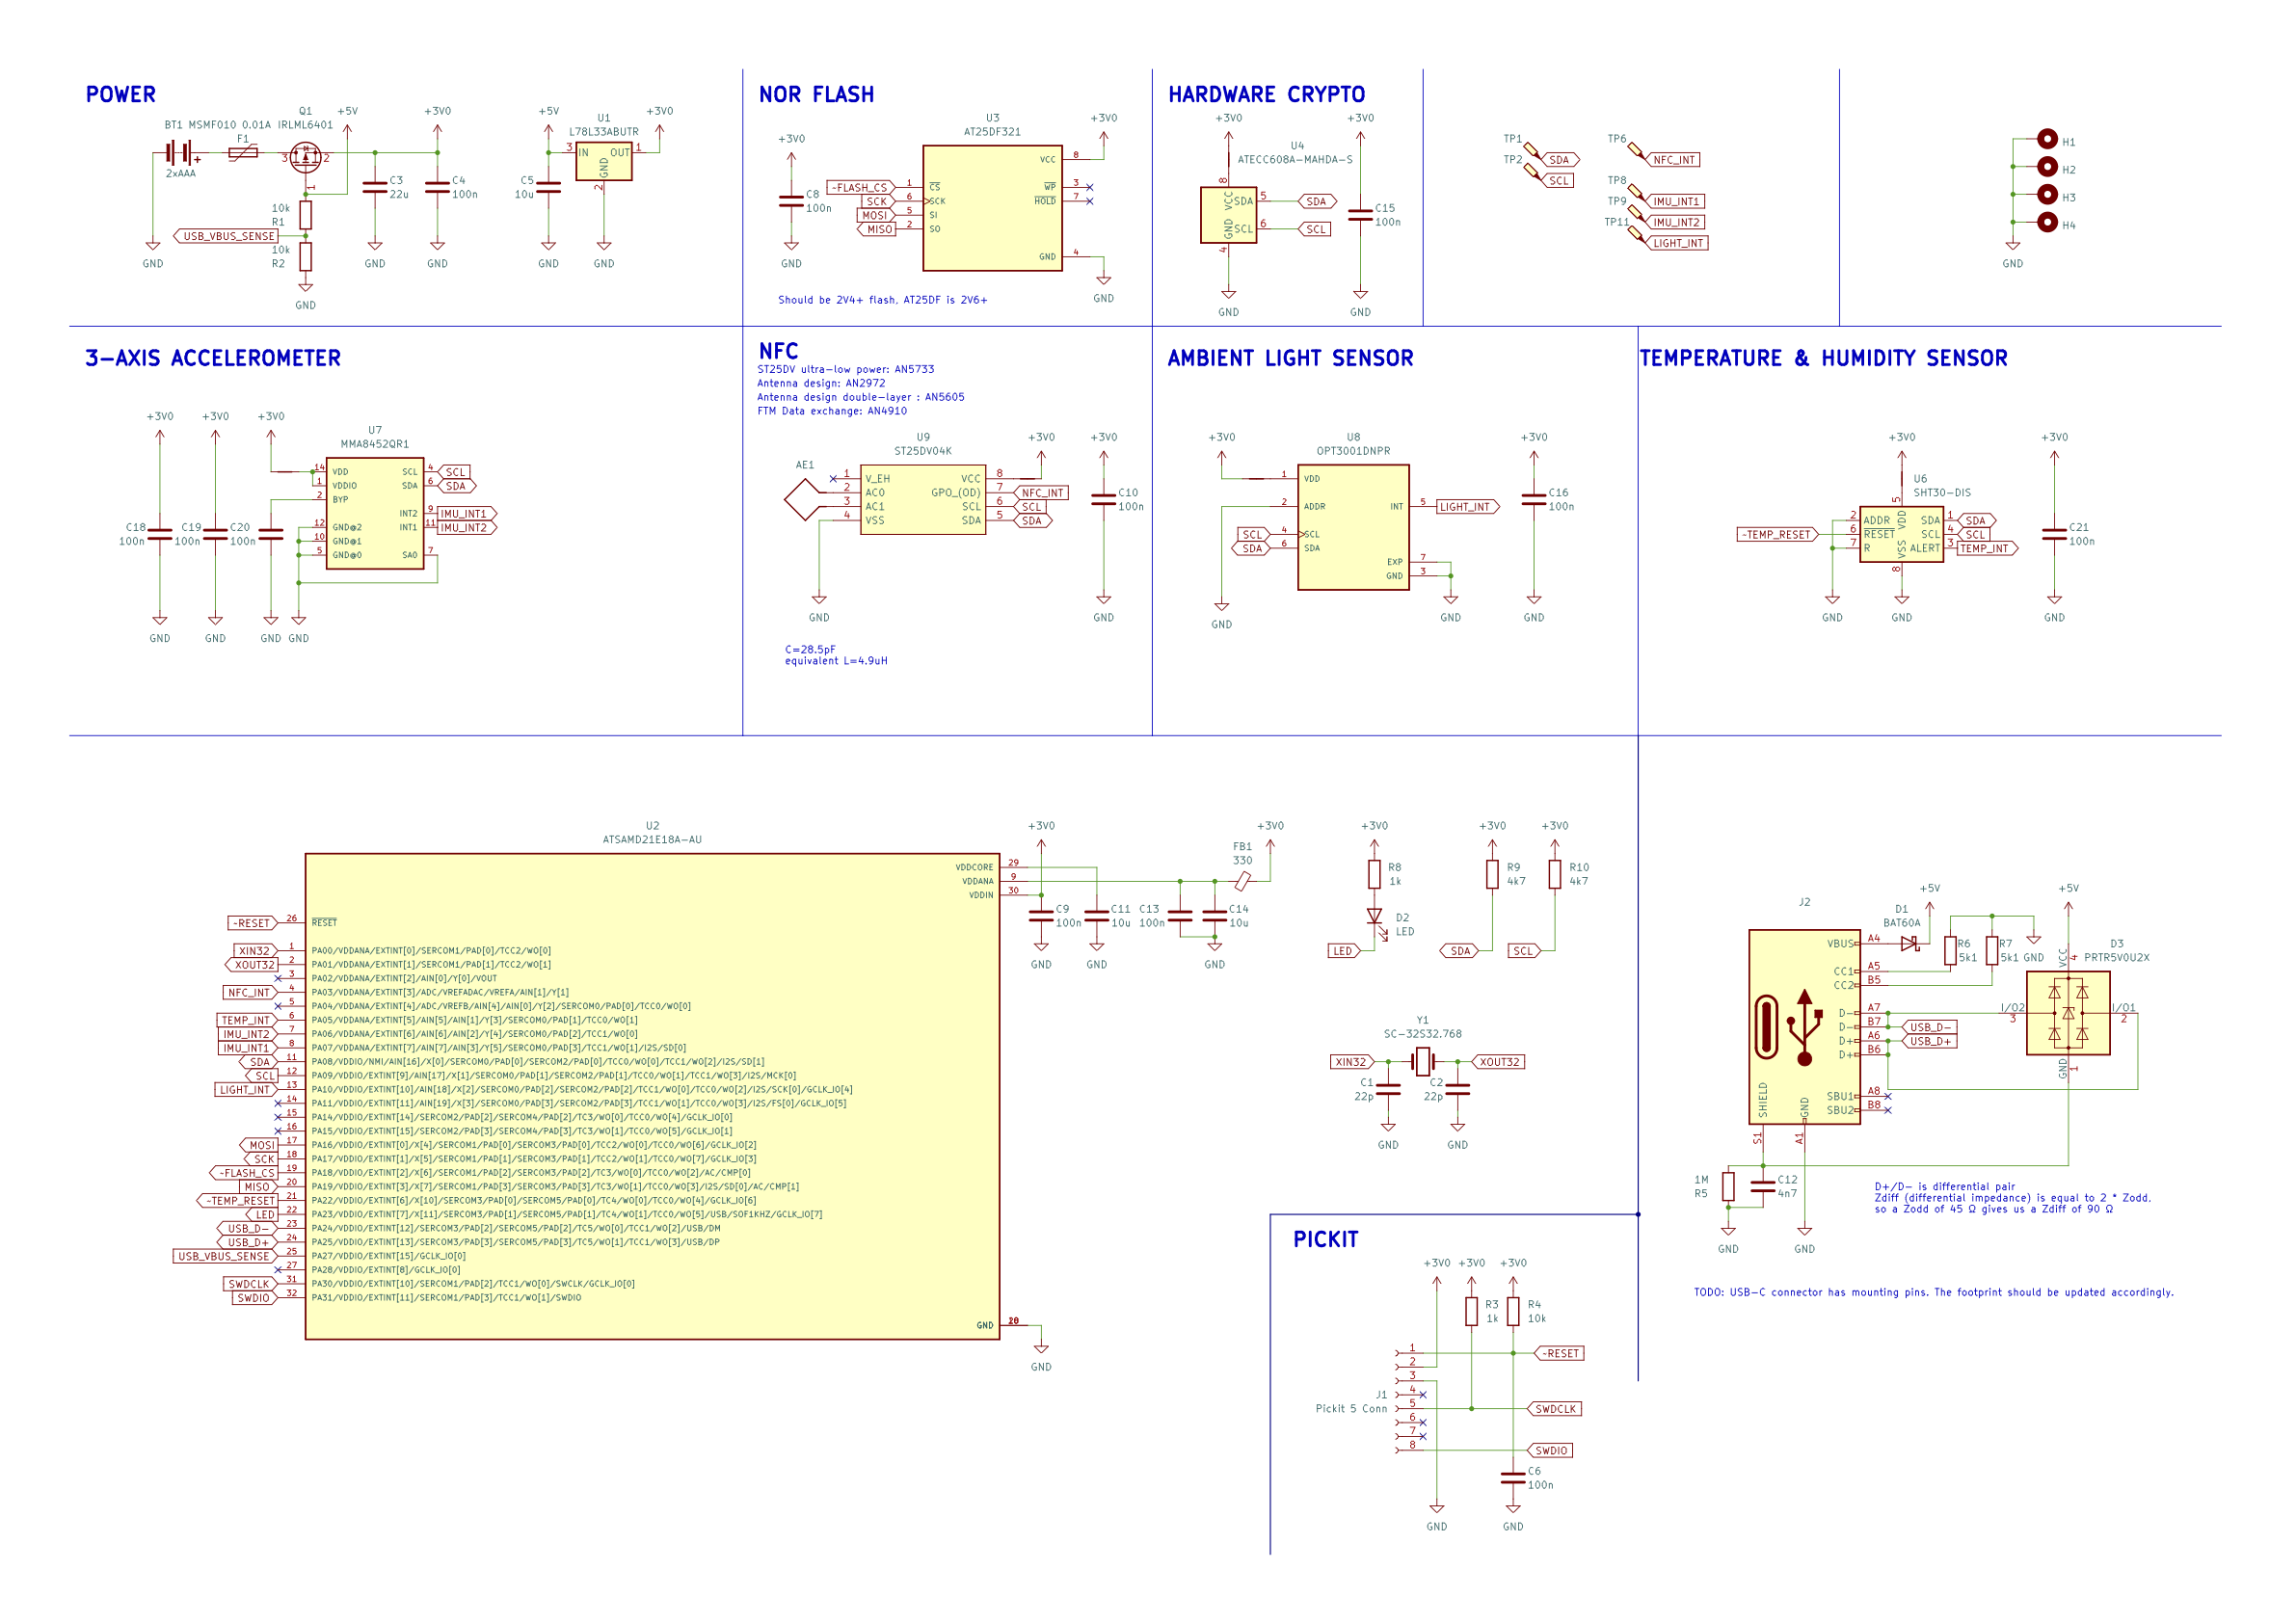 POWER
BT1 MSMF010 0.01A IRLML6401
Q1
F1
+5V
+3V0
2xAAA
3
2
1
10k
R1
USB_VBUS_SENSE
10k
R2
GND
GND
C3
22u
GND
C4
100n
GND
+5V
U1
L78L33ABUTR
+3V0
3 IN OUT 1
GND
2
C5
10u
GND
GND
NOR FLASH
+3V0
C8
100n
GND
U3
AT25DF321
+3V0
~FLASH_CS 1 CS
SCK 6 SCK
MOSI 5 SI
MISO 2 SO
VCC 8
WP 3
HOLD 7
GND 4
GND
Should be 2V4+ flash, AT25DF is 2V6+
HARDWARE CRYPTO
+3V0
+3V0
U4
ATECC608A-MAHDA-S
8
VCC
SDA 5 SDA
SCL 6 SCL
GND
4
GND
C15
100n
GND
TP1
SDA
TP2
SCL
TP6
NFC_INT
TP8
IMU_INT1
TP9
IMU_INT2
TP11
LIGHT_INT
H1
H2
H3
H4
GND
3-AXIS ACCELEROMETER
+3V0
+3V0
+3V0
U7
MMA8452QR1
14 VDD
1 VDDIO
2 BYP
12 GND@2
10 GND@1
5 GND@0
SCL 4 SCL
SDA 6 SDA
INT2 9 IMU_INT1
INT1 11 IMU_INT2
SA0 7
C18
100n
C19
100n
C20
100n
GND
GND
GND
GND
NFC
ST25DV ultra-low power: AN5733
Antenna design: AN2972
Antenna design double-layer : AN5605
FTM Data exchange: AN4910
AE1
U9
ST25DV04K
+3V0
+3V0
1 V_EH
2 AC0
3 AC1
4 VSS
VCC 8
GPO_(OD) 7 NFC_INT
SCL 6 SCL
SDA 5 SDA
C10
100n
GND
GND
C=28.5pF
equivalent L=4.9uH
AMBIENT LIGHT SENSOR
+3V0
U8
OPT3001DNPR
+3V0
1 VDD
2 ADDR
SCL 4 SCL
SDA 6 SDA
INT 5 LIGHT_INT
EXP 7
GND 3
C16
100n
GND
GND
GND
TEMPERATURE & HUMIDITY SENSOR
+3V0
+3V0
U6
SHT30-DIS
5
VDD
2 ADDR
~TEMP_RESET 6 RESET
7 R
SDA 1 SDA
SCL 4 SCL
ALERT 3 TEMP_INT
VSS
8
C21
100n
GND
GND
GND
U2
ATSAMD21E18A-AU
~RESET 26 RESET
XIN32 1 PA00/VDDANA/EXTINT[0]/SERCOM1/PAD[0]/TCC2/WO[0]
XOUT32 2 PA01/VDDANA/EXTINT[1]/SERCOM1/PAD[1]/TCC2/WO[1]
3 PA02/VDDANA/EXTINT[2]/AIN[0]/Y[0]/VOUT
NFC_INT 4 PA03/VDDANA/EXTINT[3]/ADC/VREFADAC/VREFA/AIN[1]/Y[1]
5 PA04/VDDANA/EXTINT[4]/ADC/VREFB/AIN[4]/AIN[0]/Y[2]/SERCOM0/PAD[0]/TCC0/WO[0]
TEMP_INT 6 PA05/VDDANA/EXTINT[5]/AIN[5]/AIN[1]/Y[3]/SERCOM0/PAD[1]/TCC0/WO[1]
IMU_INT2 7 PA06/VDDANA/EXTINT[6]/AIN[6]/AIN[2]/Y[4]/SERCOM0/PAD[2]/TCC1/WO[0]
IMU_INT1 8 PA07/VDDANA/EXTINT[7]/AIN[7]/AIN[3]/Y[5]/SERCOM0/PAD[3]/TCC1/WO[1]/I2S/SD[0]
SDA 11 PA08/VDDIO/NMI/AIN[16]/X[0]/SERCOM0/PAD[0]/SERCOM2/PAD[0]/TCC0/WO[0]/TCC1/WO[2]/I2S/SD[1]
SCL 12 PA09/VDDIO/EXTINT[9]/AIN[17]/X[1]/SERCOM0/PAD[1]/SERCOM2/PAD[1]/TCC0/WO[1]/TCC1/WO[3]/I2S/MCK[0]
LIGHT_INT 13 PA10/VDDIO/EXTINT[10]/AIN[18]/X[2]/SERCOM0/PAD[2]/SERCOM2/PAD[2]/TCC1/WO[0]/TCC0/WO[2]/I2S/SCK[0]/GCLK_IO[4]
14 PA11/VDDIO/EXTINT[11]/AIN[19]/X[3]/SERCOM0/PAD[3]/SERCOM2/PAD[3]/TCC1/WO[1]/TCC0/WO[3]/I2S/FS[0]/GCLK_IO[5]
15 PA14/VDDIO/EXTINT[14]/SERCOM2/PAD[2]/SERCOM4/PAD[2]/TC3/WO[0]/TCC0/WO[4]/GCLK_IO[0]
16 PA15/VDDIO/EXTINT[15]/SERCOM2/PAD[3]/SERCOM4/PAD[3]/TC3/WO[1]/TCC0/WO[5]/GCLK_IO[1]
MOSI 17 PA16/VDDIO/EXTINT[0]/X[4]/SERCOM1/PAD[0]/SERCOM3/PAD[0]/TCC2/WO[0]/TCC0/WO[6]/GCLK_IO[2]
SCK 18 PA17/VDDIO/EXTINT[1]/X[5]/SERCOM1/PAD[1]/SERCOM3/PAD[1]/TCC2/WO[1]/TCC0/WO[7]/GCLK_IO[3]
~FLASH_CS 19 PA18/VDDIO/EXTINT[2]/X[6]/SERCOM1/PAD[2]/SERCOM3/PAD[2]/TC3/WO[0]/TCC0/WO[2]/AC/CMP[0]
MISO 20 PA19/VDDIO/EXTINT[3]/X[7]/SERCOM1/PAD[3]/SERCOM3/PAD[3]/TC3/WO[1]/TCC0/WO[3]/I2S/SD[0]/AC/CMP[1]
~TEMP_RESET 21 PA22/VDDIO/EXTINT[6]/X[10]/SERCOM3/PAD[0]/SERCOM5/PAD[0]/TC4/WO[0]/TCC0/WO[4]/GCLK_IO[6]
LED 22 PA23/VDDIO/EXTINT[7]/X[11]/SERCOM3/PAD[1]/SERCOM5/PAD[1]/TC4/WO[1]/TCC0/WO[5]/USB/SOF1KHZ/GCLK_IO[7]
USB_D- 23 PA24/VDDIO/EXTINT[12]/SERCOM3/PAD[2]/SERCOM5/PAD[2]/TC5/WO[0]/TCC1/WO[2]/USB/DM
USB_D+ 24 PA25/VDDIO/EXTINT[13]/SERCOM3/PAD[3]/SERCOM5/PAD[3]/TC5/WO[1]/TCC1/WO[3]/USB/DP
USB_VBUS_SENSE 25 PA27/VDDIO/EXTINT[15]/GCLK_IO[0]
27 PA28/VDDIO/EXTINT[8]/GCLK_IO[0]
SWDCLK 31 PA30/VDDIO/EXTINT[10]/SERCOM1/PAD[2]/TCC1/WO[0]/SWCLK/GCLK_IO[0]
SWDIO 32 PA31/VDDIO/EXTINT[11]/SERCOM1/PAD[3]/TCC1/WO[1]/SWDIO
VDDCORE 29
VDDANA 9
VDDIN 30
GND
GND
+3V0
C9
100n
GND
C11
10u
GND
C13
100n
C14
10u
GND
FB1
330
+3V0
+3V0
R8
1k
D2
LED
LED
+3V0
R9
4k7
SDA
+3V0
R10
4k7
SCL
Y1
SC-32S32.768
XIN32
XOUT32
C1
22p
C2
22p
GND
GND
PICKIT
+3V0
+3V0
+3V0
R3
1k
R4
10k
J1
Pickit 5 Conn
1
2
3
4
5
6
7
8
~RESET
SWDCLK
SWDIO
C6
100n
GND
GND
J2
VBUS A4
CC1 A5
CC2 B5
D- A7
D- B7
D+ A6
D+ B6
SBU1 A8
SBU2 B8
SHIELD
GND
S1
A1
D1
BAT60A
+5V
R6
5k1
R7
5k1
GND
+5V
D3
PRTR5V0U2X
VCC
4
I/O2
3
I/O1
2
GND
1
USB_D-
USB_D+
1M
R5
C12
4n7
GND
GND
D+/D- is differential pair
Zdiff (differential impedance) is equal to 2 * Zodd.
so a Zodd of 45 Ω gives us a Zdiff of 90 Ω
TODO: USB-C connector has mounting pins. The footprint should be updated accordingly.